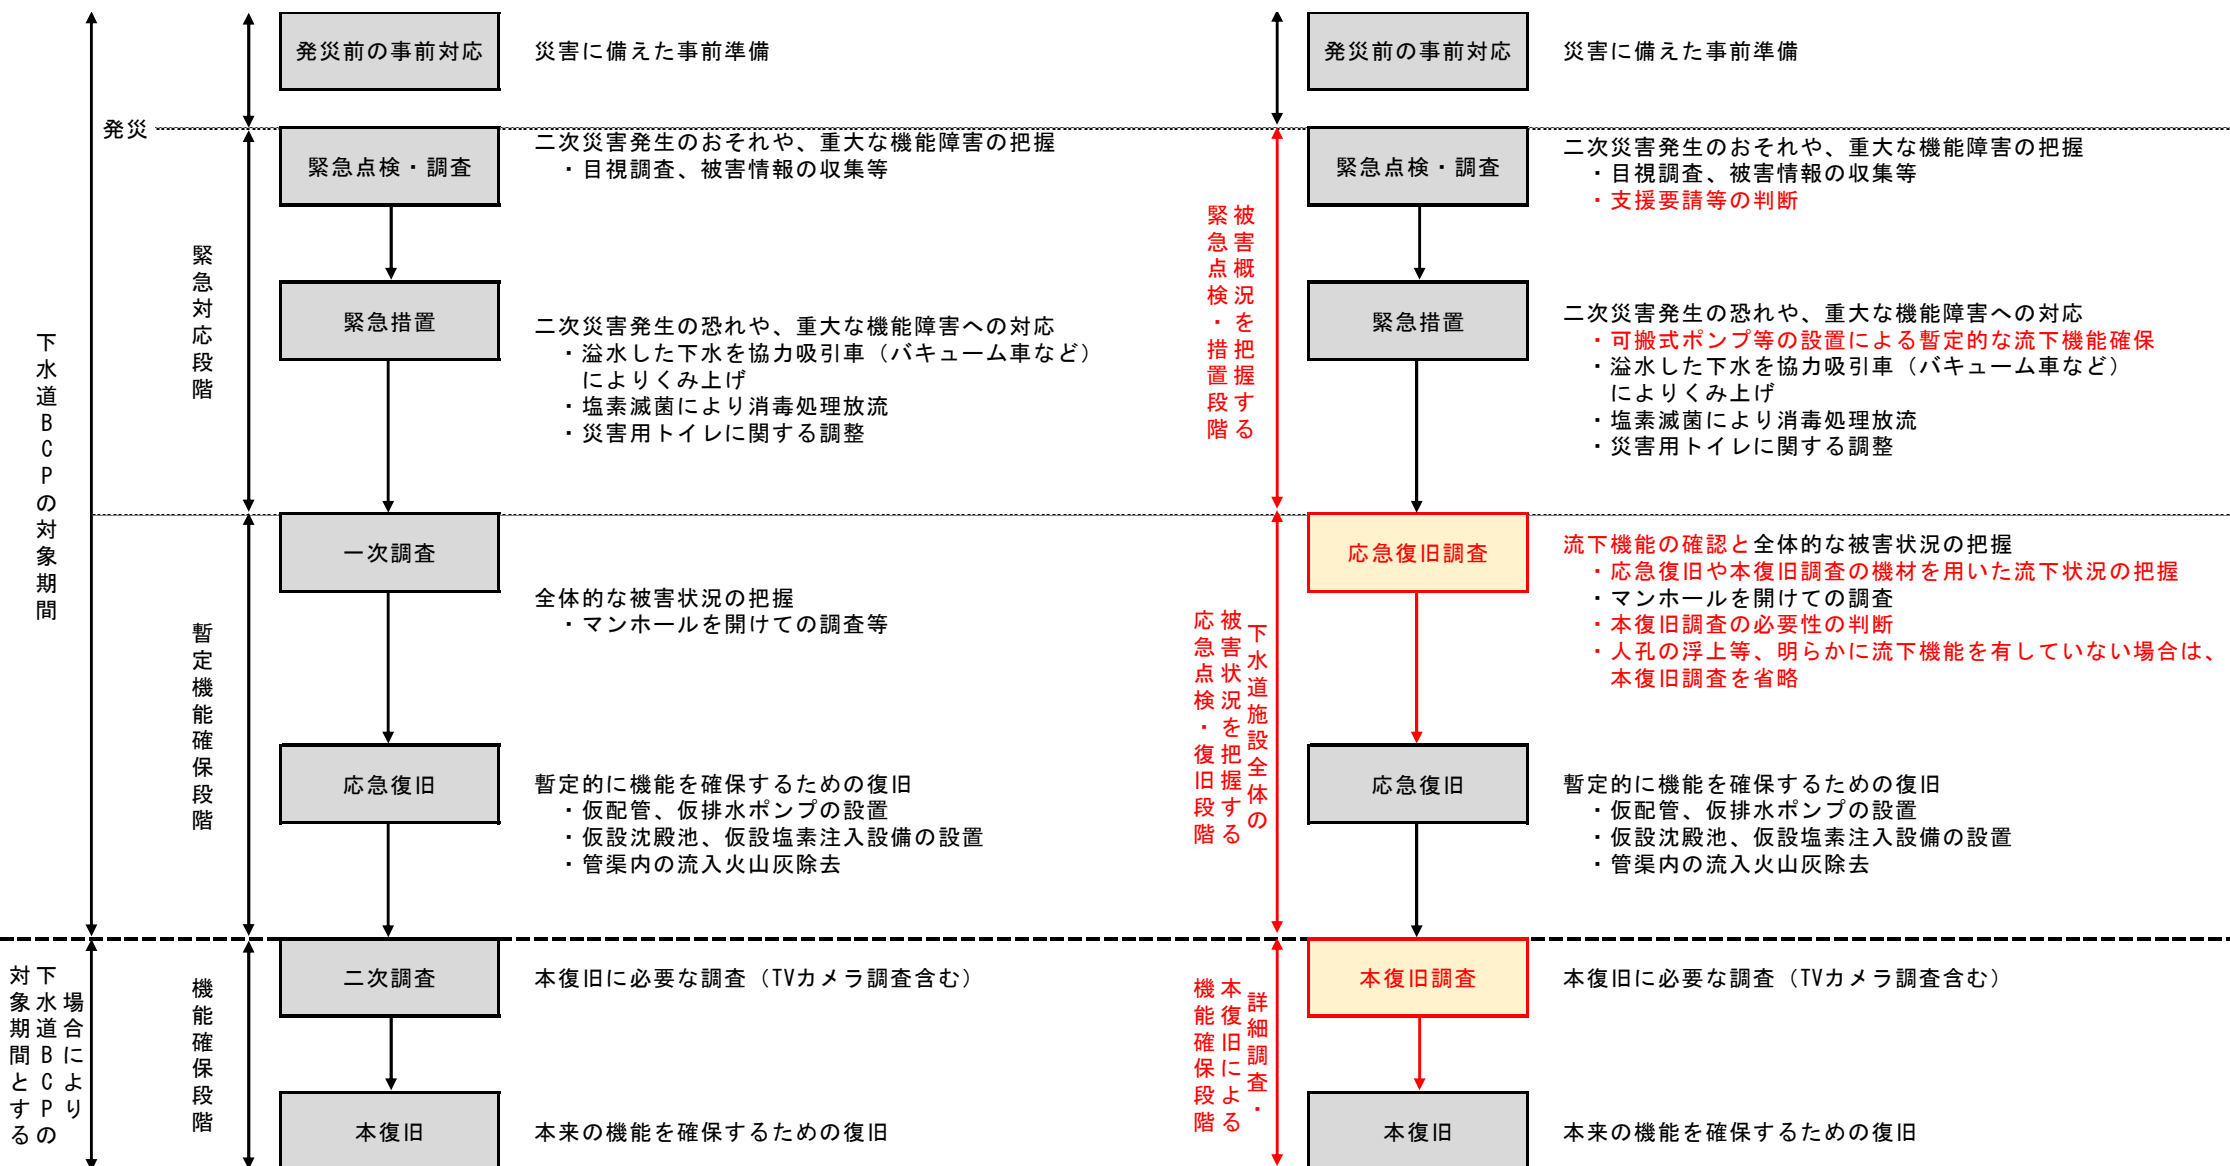 下水道BCPの対象期間
場合により
下水道BCPの
対象期間とする
発災
緊急対応段階
暫定機能確保段階
機能確保段階
発災前の事前対応
災害に備えた事前準備
緊急点検・調査
二次災害発生のおそれや、重大な機能障害の把握
・目視調査、被害情報の収集等
緊急措置
二次災害発生の恐れや、重大な機能障害への対応
・溢水した下水を協力吸引車（バキューム車など）
によりくみ上げ
・塩素滅菌により消毒処理放流
・災害用トイレに関する調整
一次調査
全体的な被害状況の把握
・マンホールを開けての調査等
応急復旧
暫定的に機能を確保するための復旧
・仮配管、仮排水ポンプの設置
・仮設沈殿池、仮設塩素注入設備の設置
・管渠内の流入火山灰除去
二次調査
本復旧に必要な調査（TVカメラ調査含む）
本復旧
本来の機能を確保するための復旧
被害概況を把握する
緊急点検・措置段階
下水道施設全体の
被害状況を把握する
応急点検・復旧段階
詳細調査・
本復旧による
機能確保段階
発災前の事前対応
災害に備えた事前準備
緊急点検・調査
二次災害発生のおそれや、重大な機能障害の把握
・目視調査、被害情報の収集等
・支援要請等の判断
緊急措置
二次災害発生の恐れや、重大な機能障害への対応
・可搬式ポンプ等の設置による暫定的な流下機能確保
・溢水した下水を協力吸引車（バキューム車など）
によりくみ上げ
・塩素滅菌により消毒処理放流
・災害用トイレに関する調整
応急復旧調査
流下機能の確認と全体的な被害状況の把握
・応急復旧や本復旧調査の機材を用いた流下状況の把握
・マンホールを開けての調査
・本復旧調査の必要性の判断
・人孔の浮上等、明らかに流下機能を有していない場合は、
本復旧調査を省略
応急復旧
暫定的に機能を確保するための復旧
・仮配管、仮排水ポンプの設置
・仮設沈殿池、仮設塩素注入設備の設置
・管渠内の流入火山灰除去
本復旧調査
本復旧に必要な調査（TVカメラ調査含む）
本復旧
本来の機能を確保するための復旧